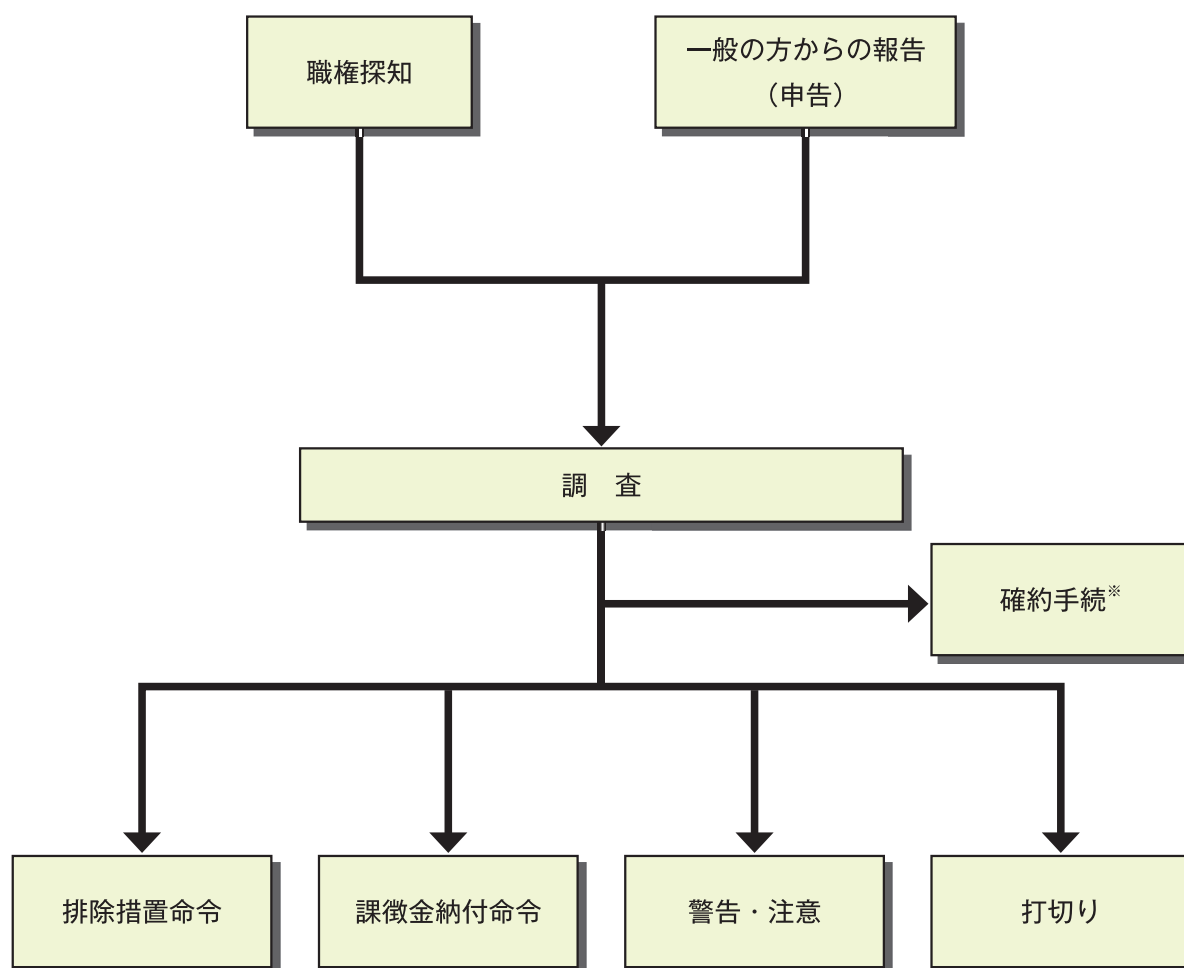 職権探知
一般の方からの報告
（申告）
調　査
確約手続※
排除措置命令
課徴金納付命令
警告・注意
打切り